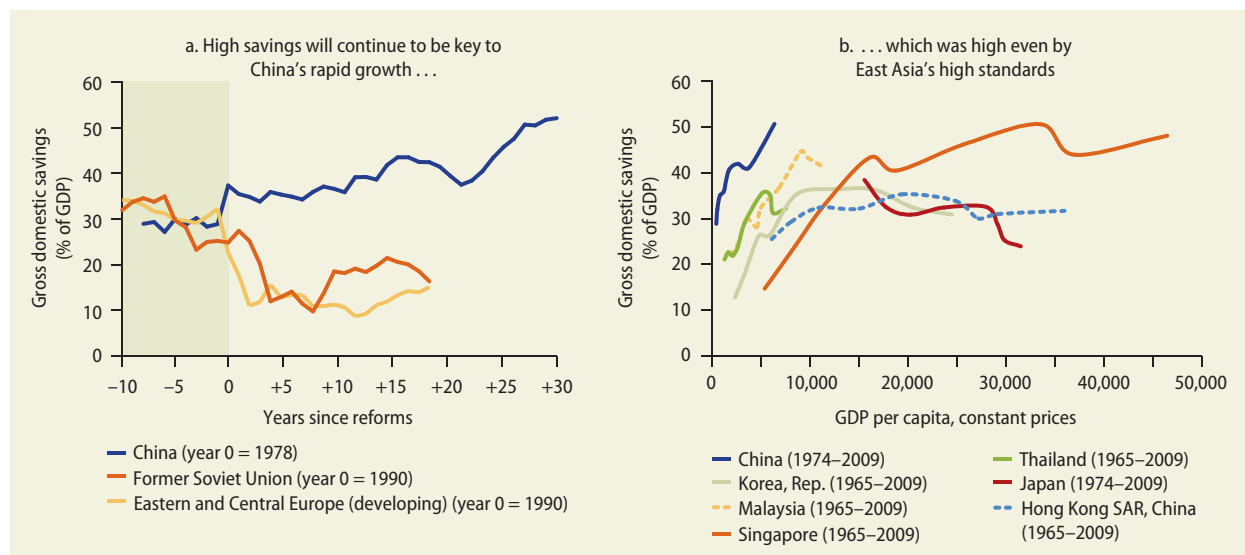 a. High savings will continue to be key to
China's rapid growth . . .
Gross domestic savings
(% of GDP)
60
50
40
30
20
10
0
–10
–5
0
+5
+10
+15
+20
+25
+30
Years since reforms
China (year 0 = 1978)
Former Soviet Union (year 0 = 1990)
Eastern and Central Europe (developing) (year 0 = 1990)
b. . . . which was high even by
East Asia's high standards
Gross domestic savings
(% of GDP)
60
50
40
30
20
10
0
0
10,000
20,000
30,000
40,000
50,000
GDP per capita, constant prices
China (1974–2009)
Korea, Rep. (1965–2009)
Malaysia (1965–2009)
Singapore (1965–2009)
Thailand (1965–2009)
Japan (1974–2009)
Hong Kong SAR, China
(1965–2009)